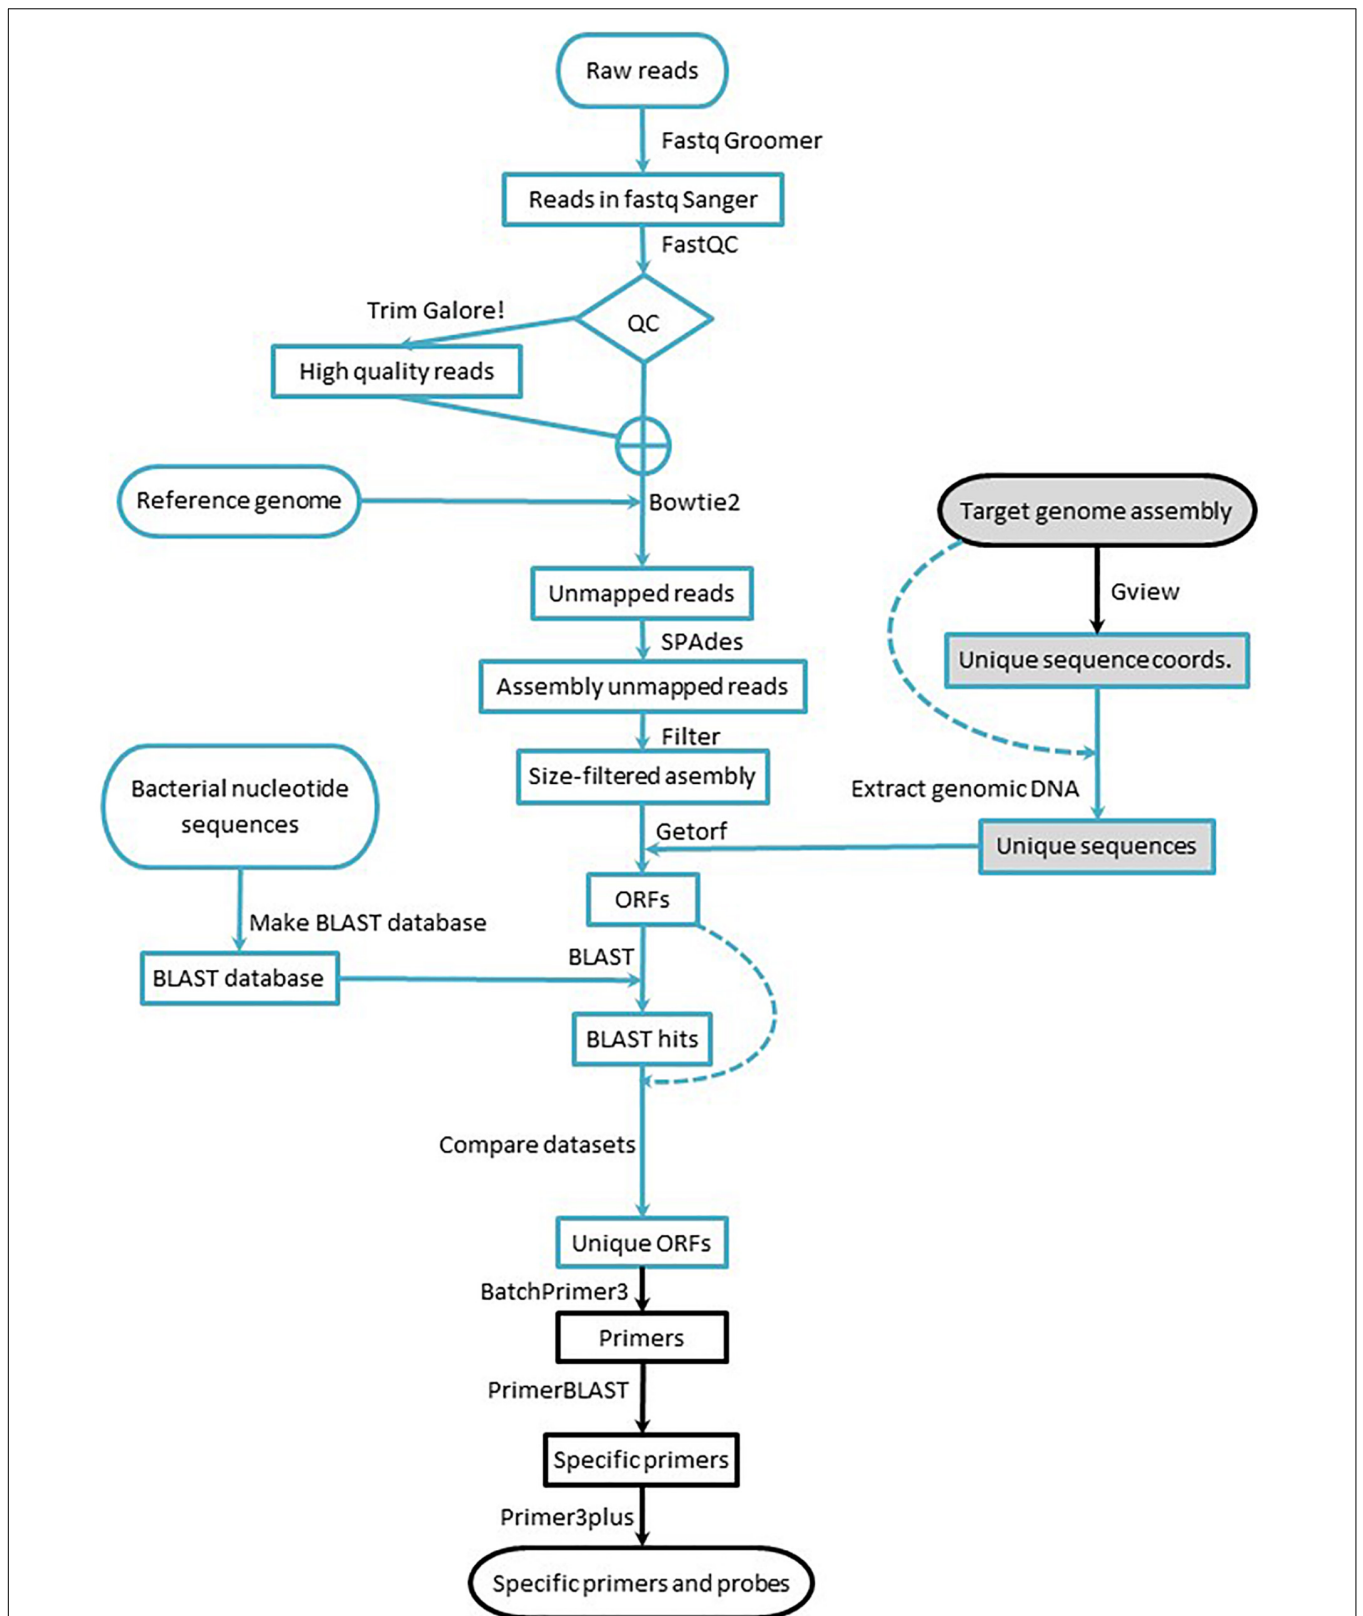 Raw reads
Fastq Groomer
Reads in fastq Sanger
FastQC
QC
Trim Galore!
High quality reads
Reference genome
Bowtie2
Unmapped reads
SPAdes
Assembly unmapped reads
Filter
Size-filtered asembly
Target genome assembly
Gview
Unique sequence coords.
Extract genomic DNA
Unique sequences
Getorf
ORFs
Bacterial nucleotide
sequences
Make BLAST database
BLAST database
BLAST
BLAST hits
Compare datasets
Unique ORFs
BatchPrimer3
Primers
PrimerBLAST
Specific primers
Primer3plus
Specific primers and probes